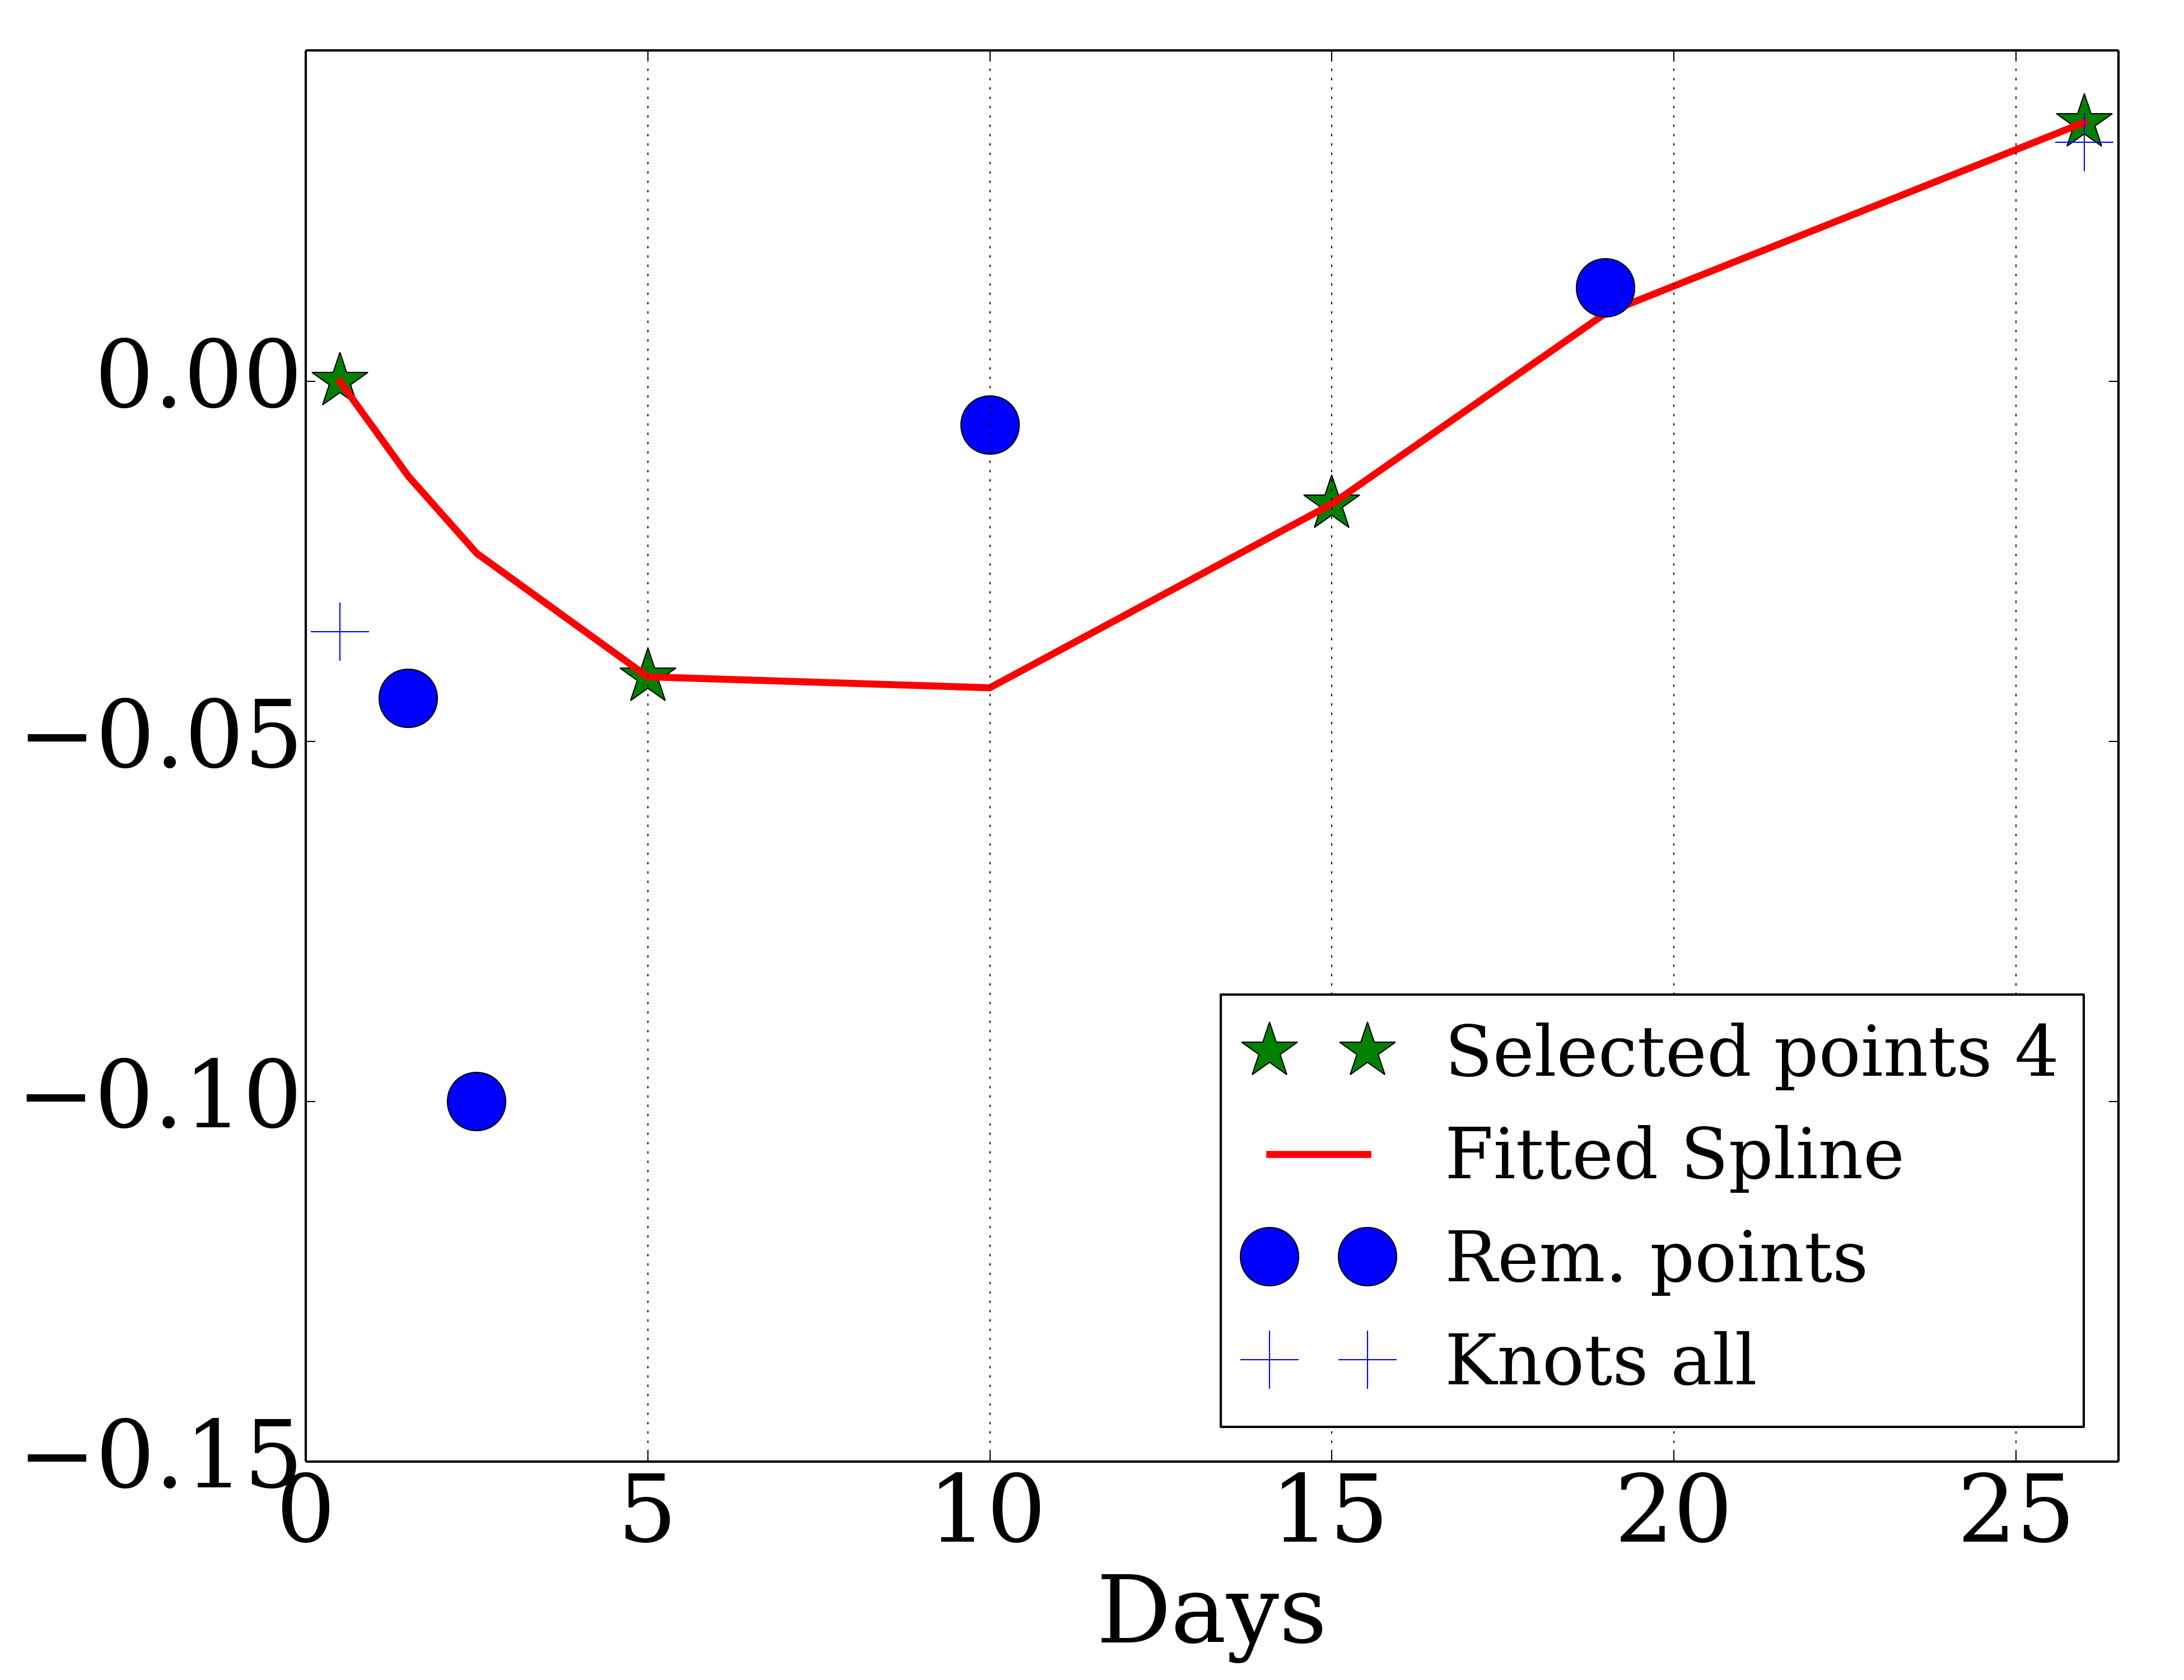 0.00
−0.05
−0.10
−0.15
0 5 10 15 20 25
Days
Selected points 4
Fitted Spline
Rem. points
Knots all